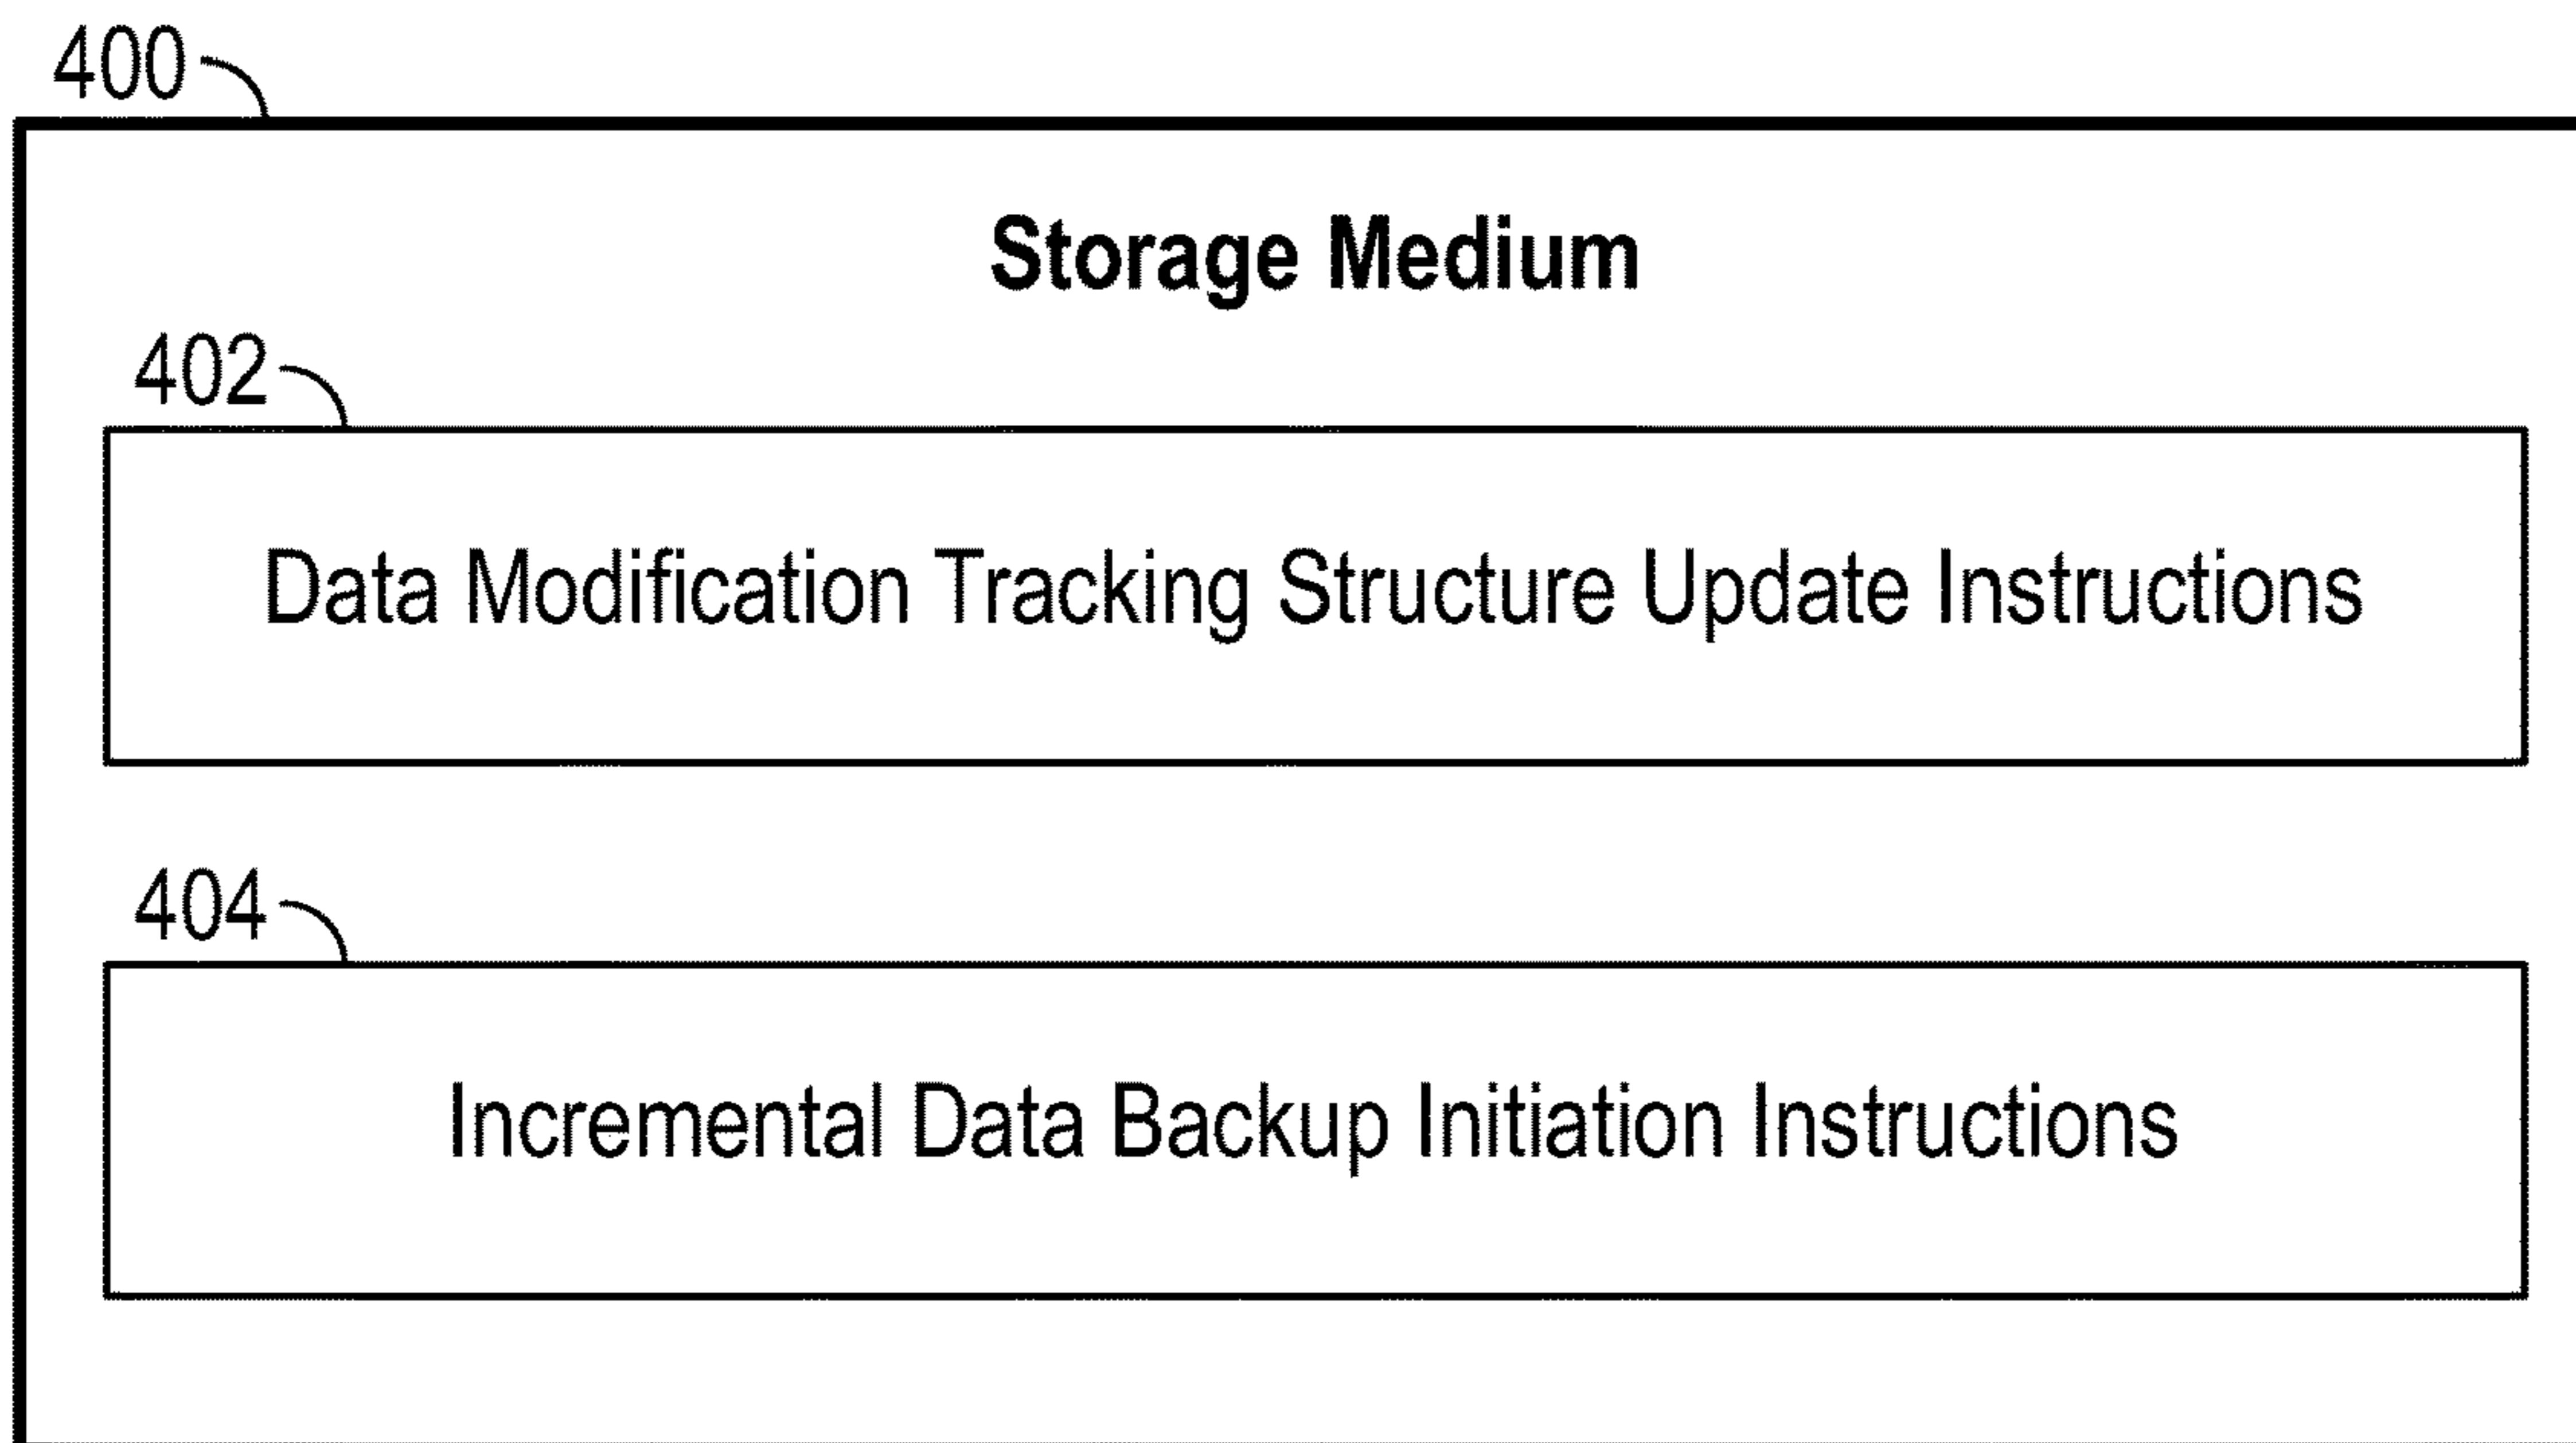 400
Storage Medium
402
Data Modification Tracking Structure Update Instructions
404
Incremental Data Backup Initiation Instructions